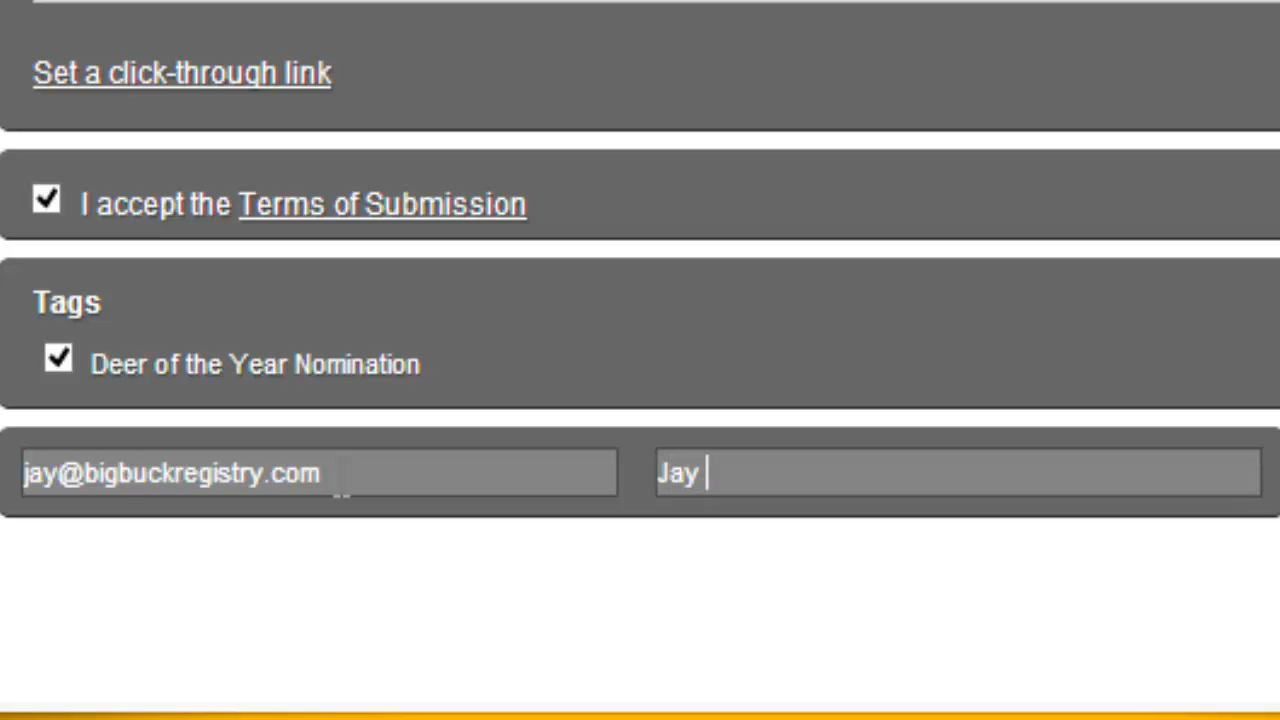 Set a click-through link
I accept the Terms of Submission
Tags
Deer of the Year Nomination
jay@bigbuckregistry.com
Jay